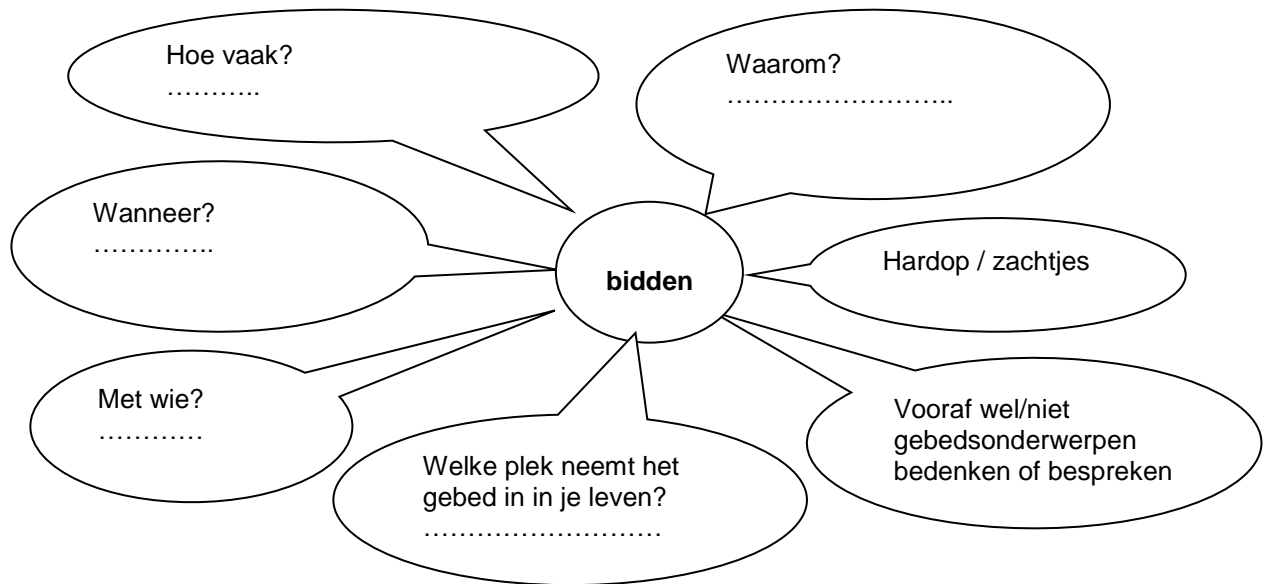 Hoe vaak?
………..
Waarom?
……………………..
Wanneer?
…………..
bidden
Hardop / zachtjes
Met wie?
…………
Vooraf wel/niet
gebedsonderwerpen
bedenken of bespreken
Welke plek neemt het
gebed in in je leven?
………………………